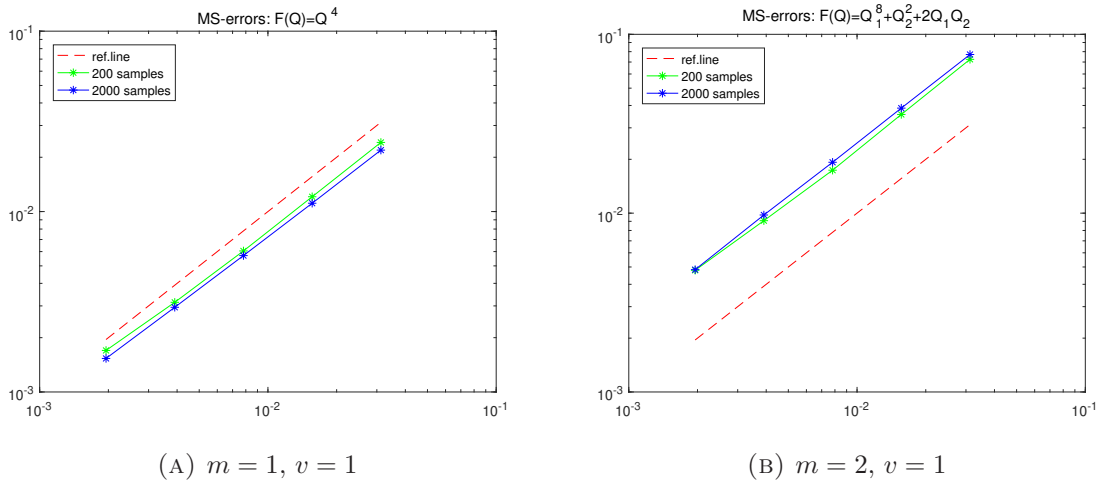 MS-errors: F(Q)=Q^4
10^-1
ref.line
200 samples
2000 samples
10^-2
10^-3
10^-3
10^-2
10^-1
(A) m = 1, v = 1
MS-errors: F(Q)=Q_1^8+Q_2^2+2Q_1Q_2
10^-1
ref.line
200 samples
2000 samples
10^-2
10^-3
10^-3
10^-2
10^-1
(B) m = 2, v = 1